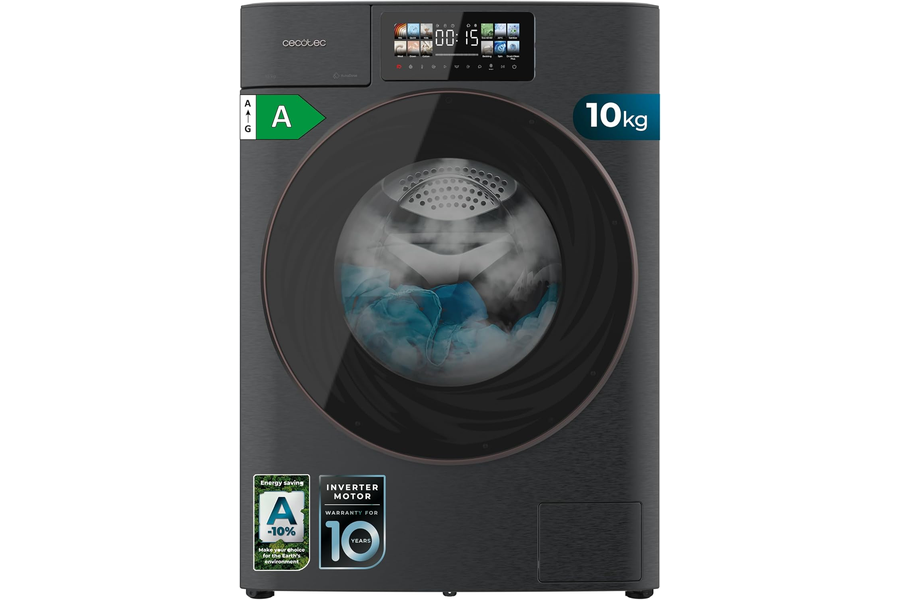 cecotec
00:15
A
G
A
10kg
Energy saving
A
-10%
Make your choice
for the Earth's
environment
INVERTER
MOTOR
WARRANTY FOR
10 YEARS